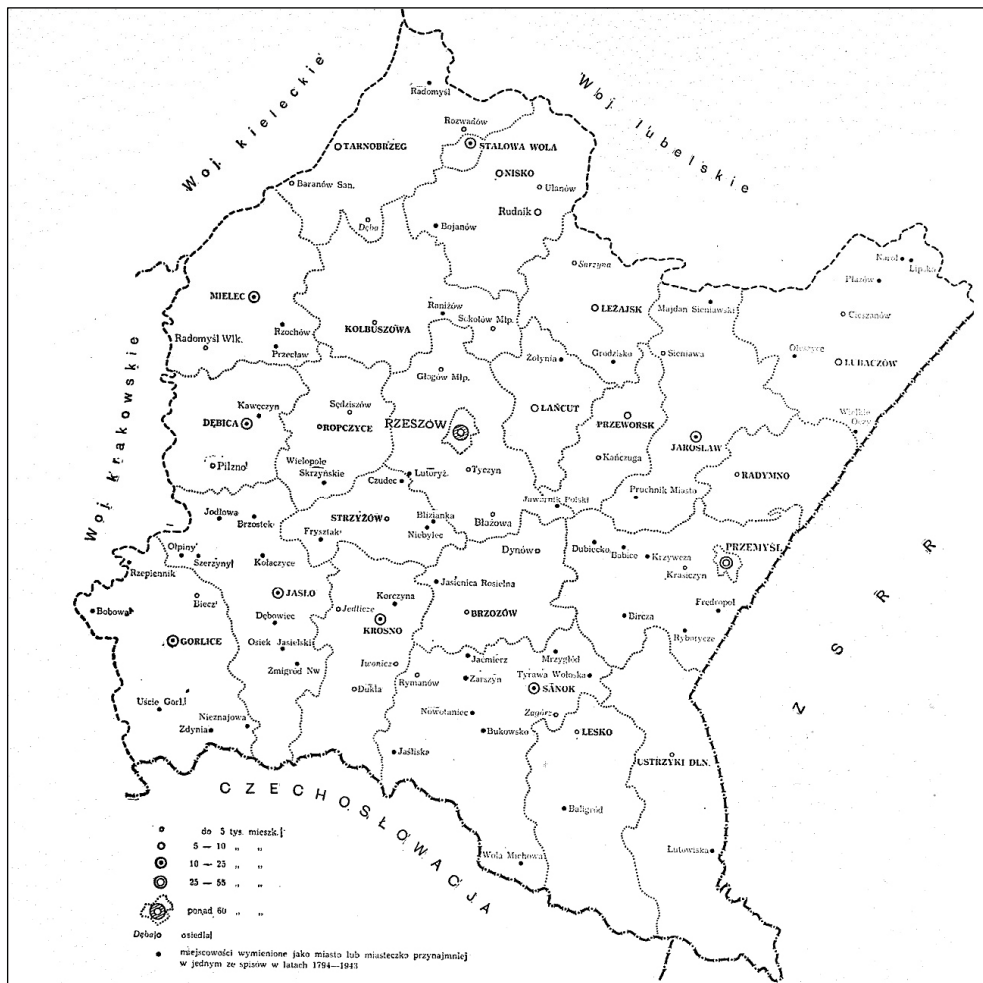 Woj. kieleckie
Woj. lubelskie
Woj. krakowskie
Radomyśl
Rozwadów
STALOWA WOLA
TARNOBRZEG
NISKO
Ulanów
Baranów San.
Rudnik
Dęba
Bojanów
Sarzyna
Narol
Lipsko
Płazów
MIELEC
Raniżów
LEŻAJSK
Majdan Sieniawski
Cieszanów
Rzochów
KOLBUSZOWA
Sokołów Młp.
Radomyśl Wlk.
Przecław
Żołynia
Grodzisko
Sieniawa
Oleszyce
LUBACZÓW
Głogów Młp.
Kawęczyn
Sędziszów
ŁAŃCUT
Wielkie
Oczy
DĘBICA
ROPCZYCE
RZESZÓW
PRZEWORSK
JAROSŁAW
Pilzno
Wielopole
Skrzyńskie
Lutoryż.
Tyczyn
Kańczuga
RADYMNO
Czudec
Jawornik Polski
Pruchnik Miasto
Jodłowa
Brzostek
STRZYŻÓW
Blizianka
Błażowa
Frysztak
Niebylec
Ołpiny
Szerzyny
Kołaczyce
Dynów
Dubiecko
Babice
Krzywcza
PRZEMYŚL
Rzepiennik
Krasiczyn
Jasienica Rosielna
Biecz
JASŁO
Jedlicze
Korczyna
Bobowa
Dębowiec
KROSNO
BRZOZÓW
Bircza
Fredropol
GORLICE
Osiek Jasielski
Rybotycze
Żmigród Nw
Iwonicz
Jaćmierz
Mrzygłód
Rymanów
Zarszyn
Tyrawa Wołoska
Dukla
SANOK
Uście Gorl.
Nieznajowa
Nowotaniec
Zagórz
Zdynia
Bukowsko
LESKO
Jaśliska
USTRZYKI DLN.
Baligród
Lutowiska
Wola Michowa
CZECHOSŁOWACJA
ZSRR
do 5 tys. mieszk.
5 — 10 „ „
10 — 25 „ „
25 — 55 „ „
ponad 60 „ „
Dęba osiedla
miejscowości wymienione jako miasto lub miasteczko przynajmniej
w jednym ze spisów w latach 1794—1943